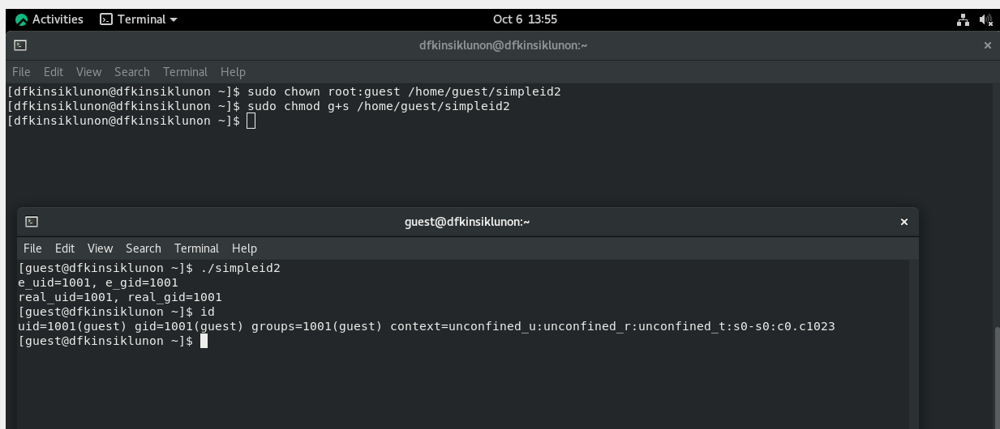 Activities Terminal Oct 6 13:55
dfkinsiklunon@dfkinsiklunon:~ ×
File Edit View Search Terminal Help
[dfkinsiklunon@dfkinsiklunon ~]$ sudo chown root:guest /home/guest/simpleid2
[dfkinsiklunon@dfkinsiklunon ~]$ sudo chmod g+s /home/guest/simpleid2
[dfkinsiklunon@dfkinsiklunon ~]$
guest@dfkinsiklunon:~ ×
File Edit View Search Terminal Help
[guest@dfkinsiklunon ~]$ ./simpleid2
e_uid=1001, e_gid=1001
real_uid=1001, real_gid=1001
[guest@dfkinsiklunon ~]$ id
uid=1001(guest) gid=1001(guest) groups=1001(guest) context=unconfined_u:unconfined_r:unconfined_t:s0-s0:c0.c1023
[guest@dfkinsiklunon ~]$